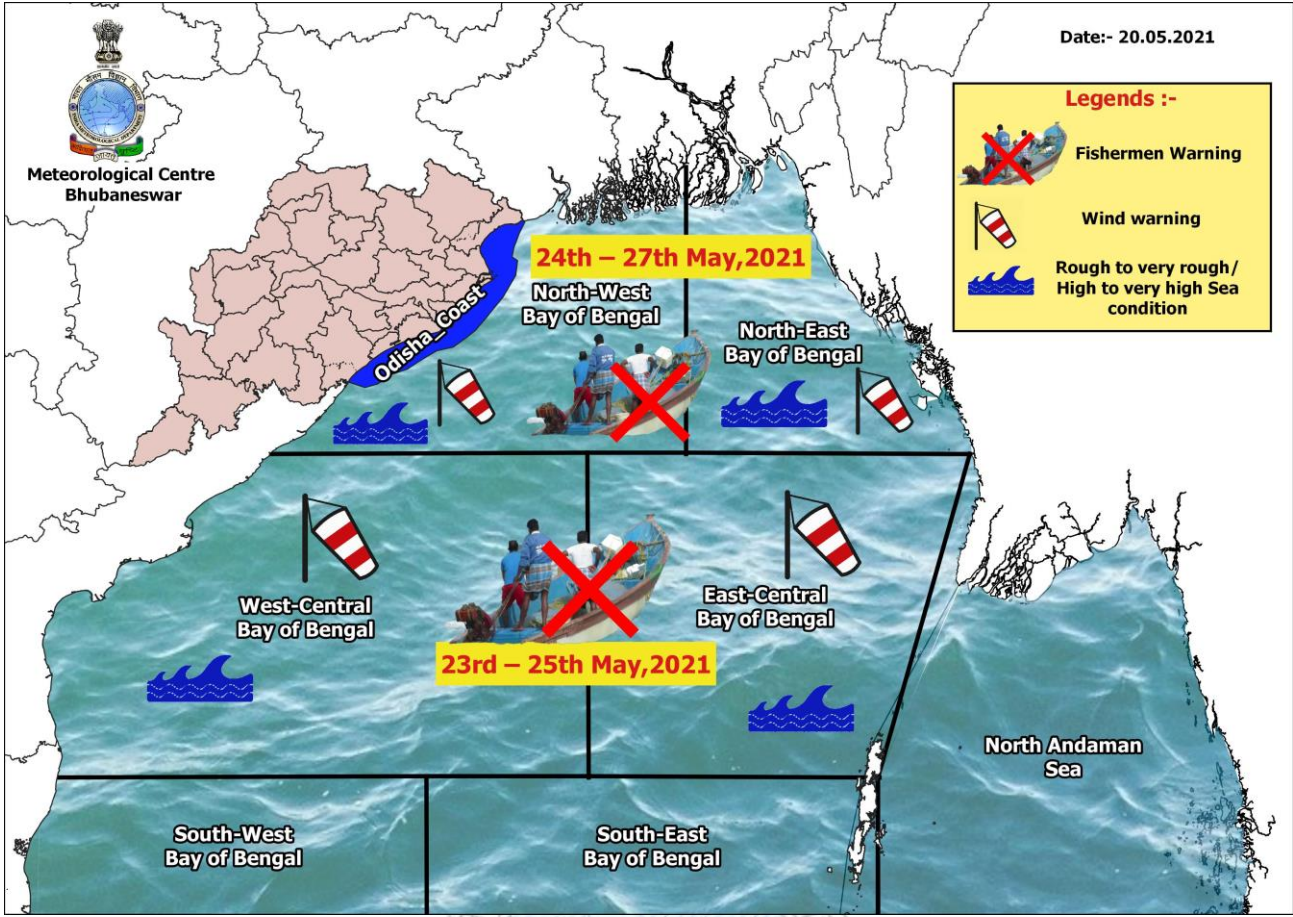 Date:- 20.05.2021
Meteorological Centre
Bhubaneswar
Legends :-
Fishermen Warning
Wind warning
Rough to very rough/
High to very high Sea
condition
24th – 27th May,2021
North-West
Bay of Bengal
North-East
Bay of Bengal
Odisha_Coast
West-Central
Bay of Bengal
East-Central
Bay of Bengal
23rd – 25th May,2021
North Andaman
Sea
South-West
Bay of Bengal
South-East
Bay of Bengal